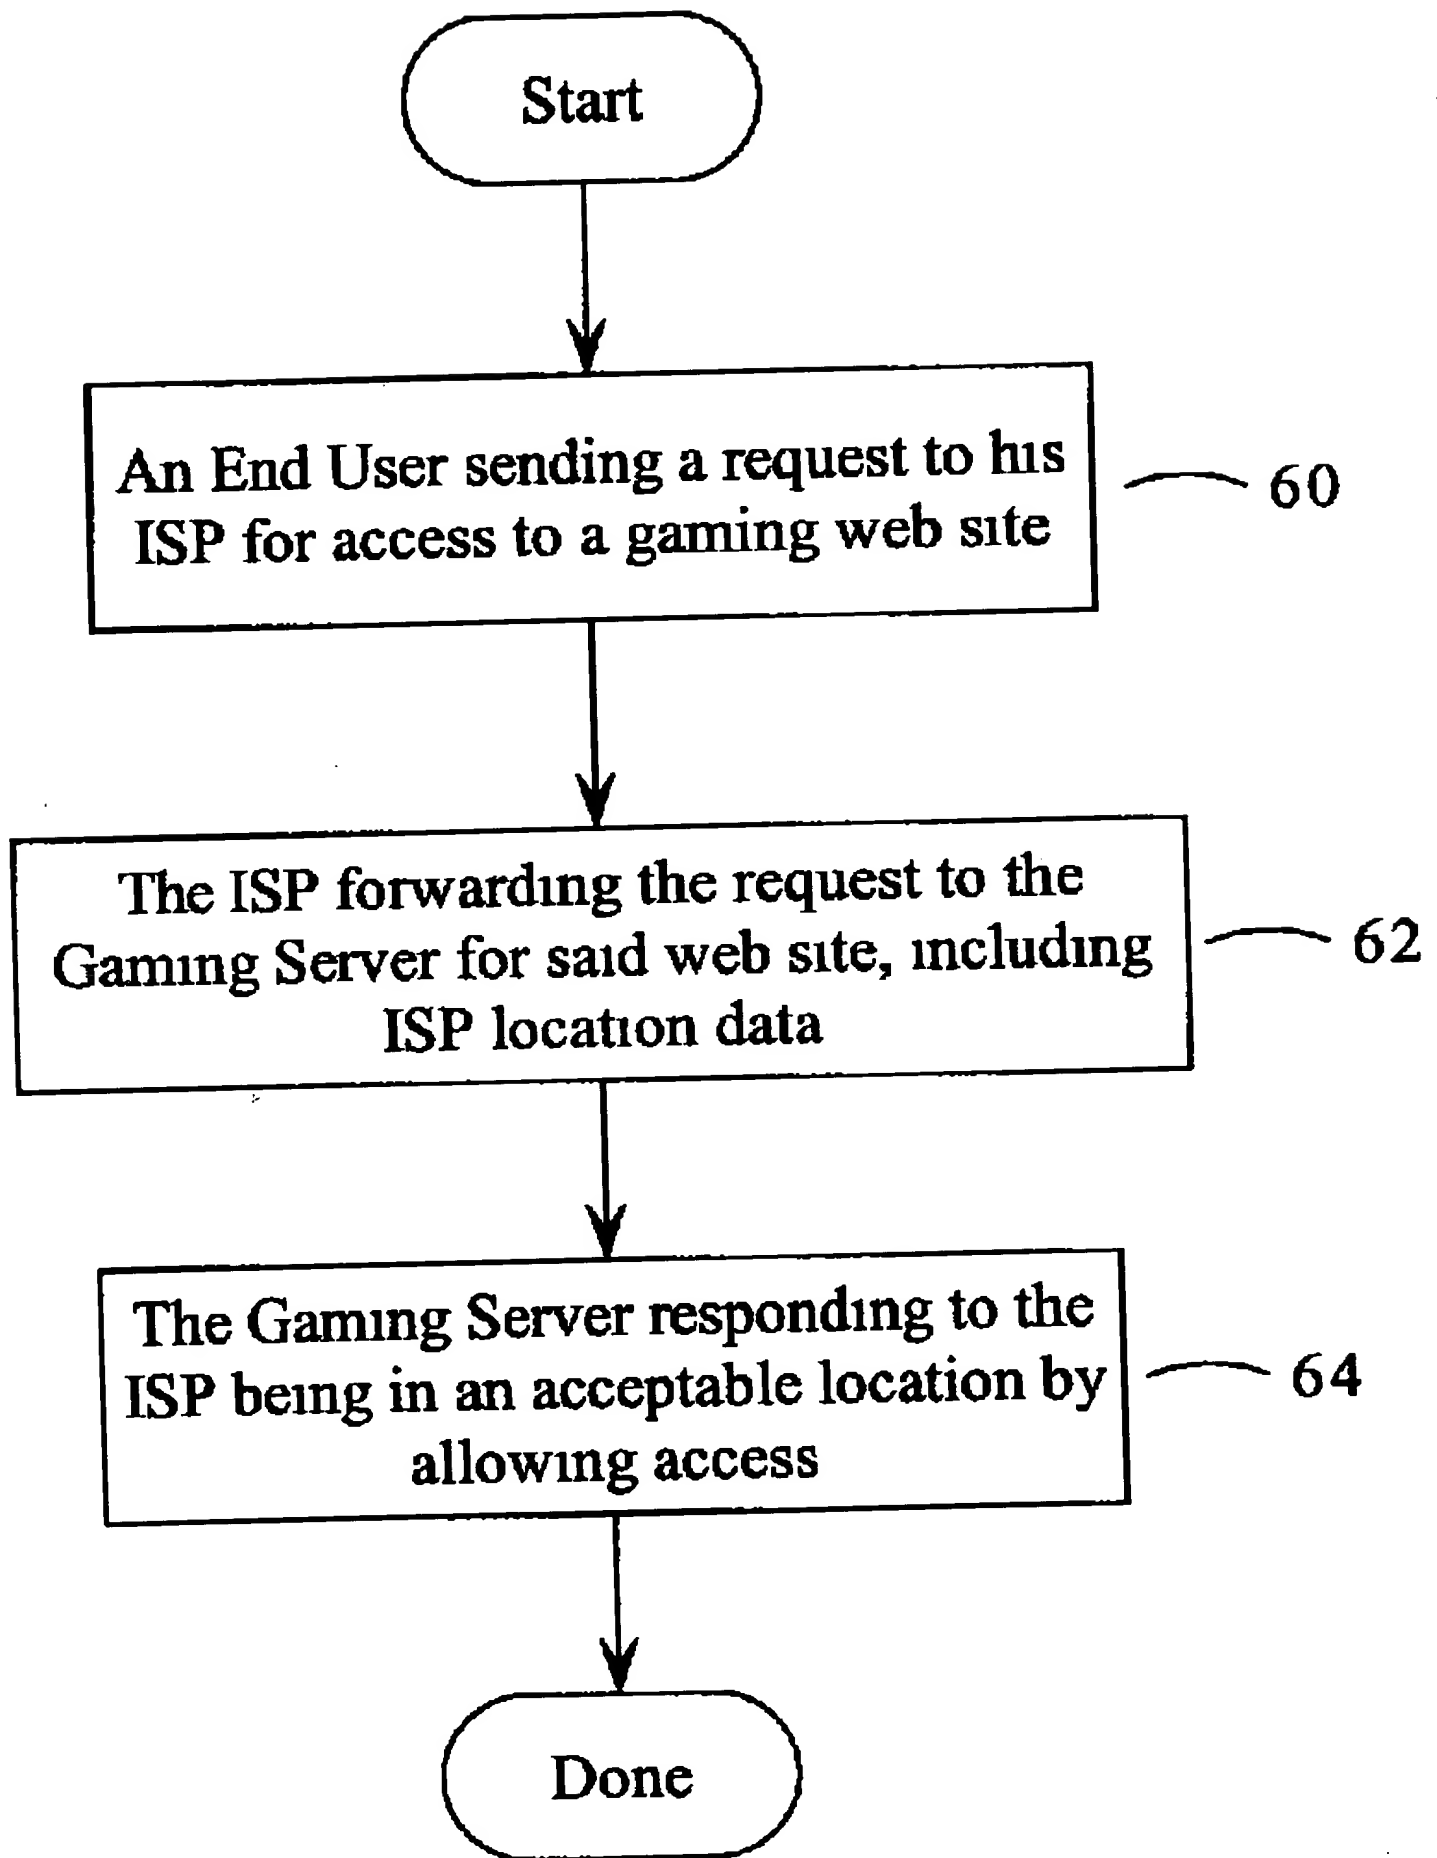 Start
An End User sending a request to his
ISP for access to a gaming web site
60
The ISP forwarding the request to the
Gaming Server for said web site, including
ISP location data
62
The Gaming Server responding to the
ISP being in an acceptable location by
allowing access
64
Done